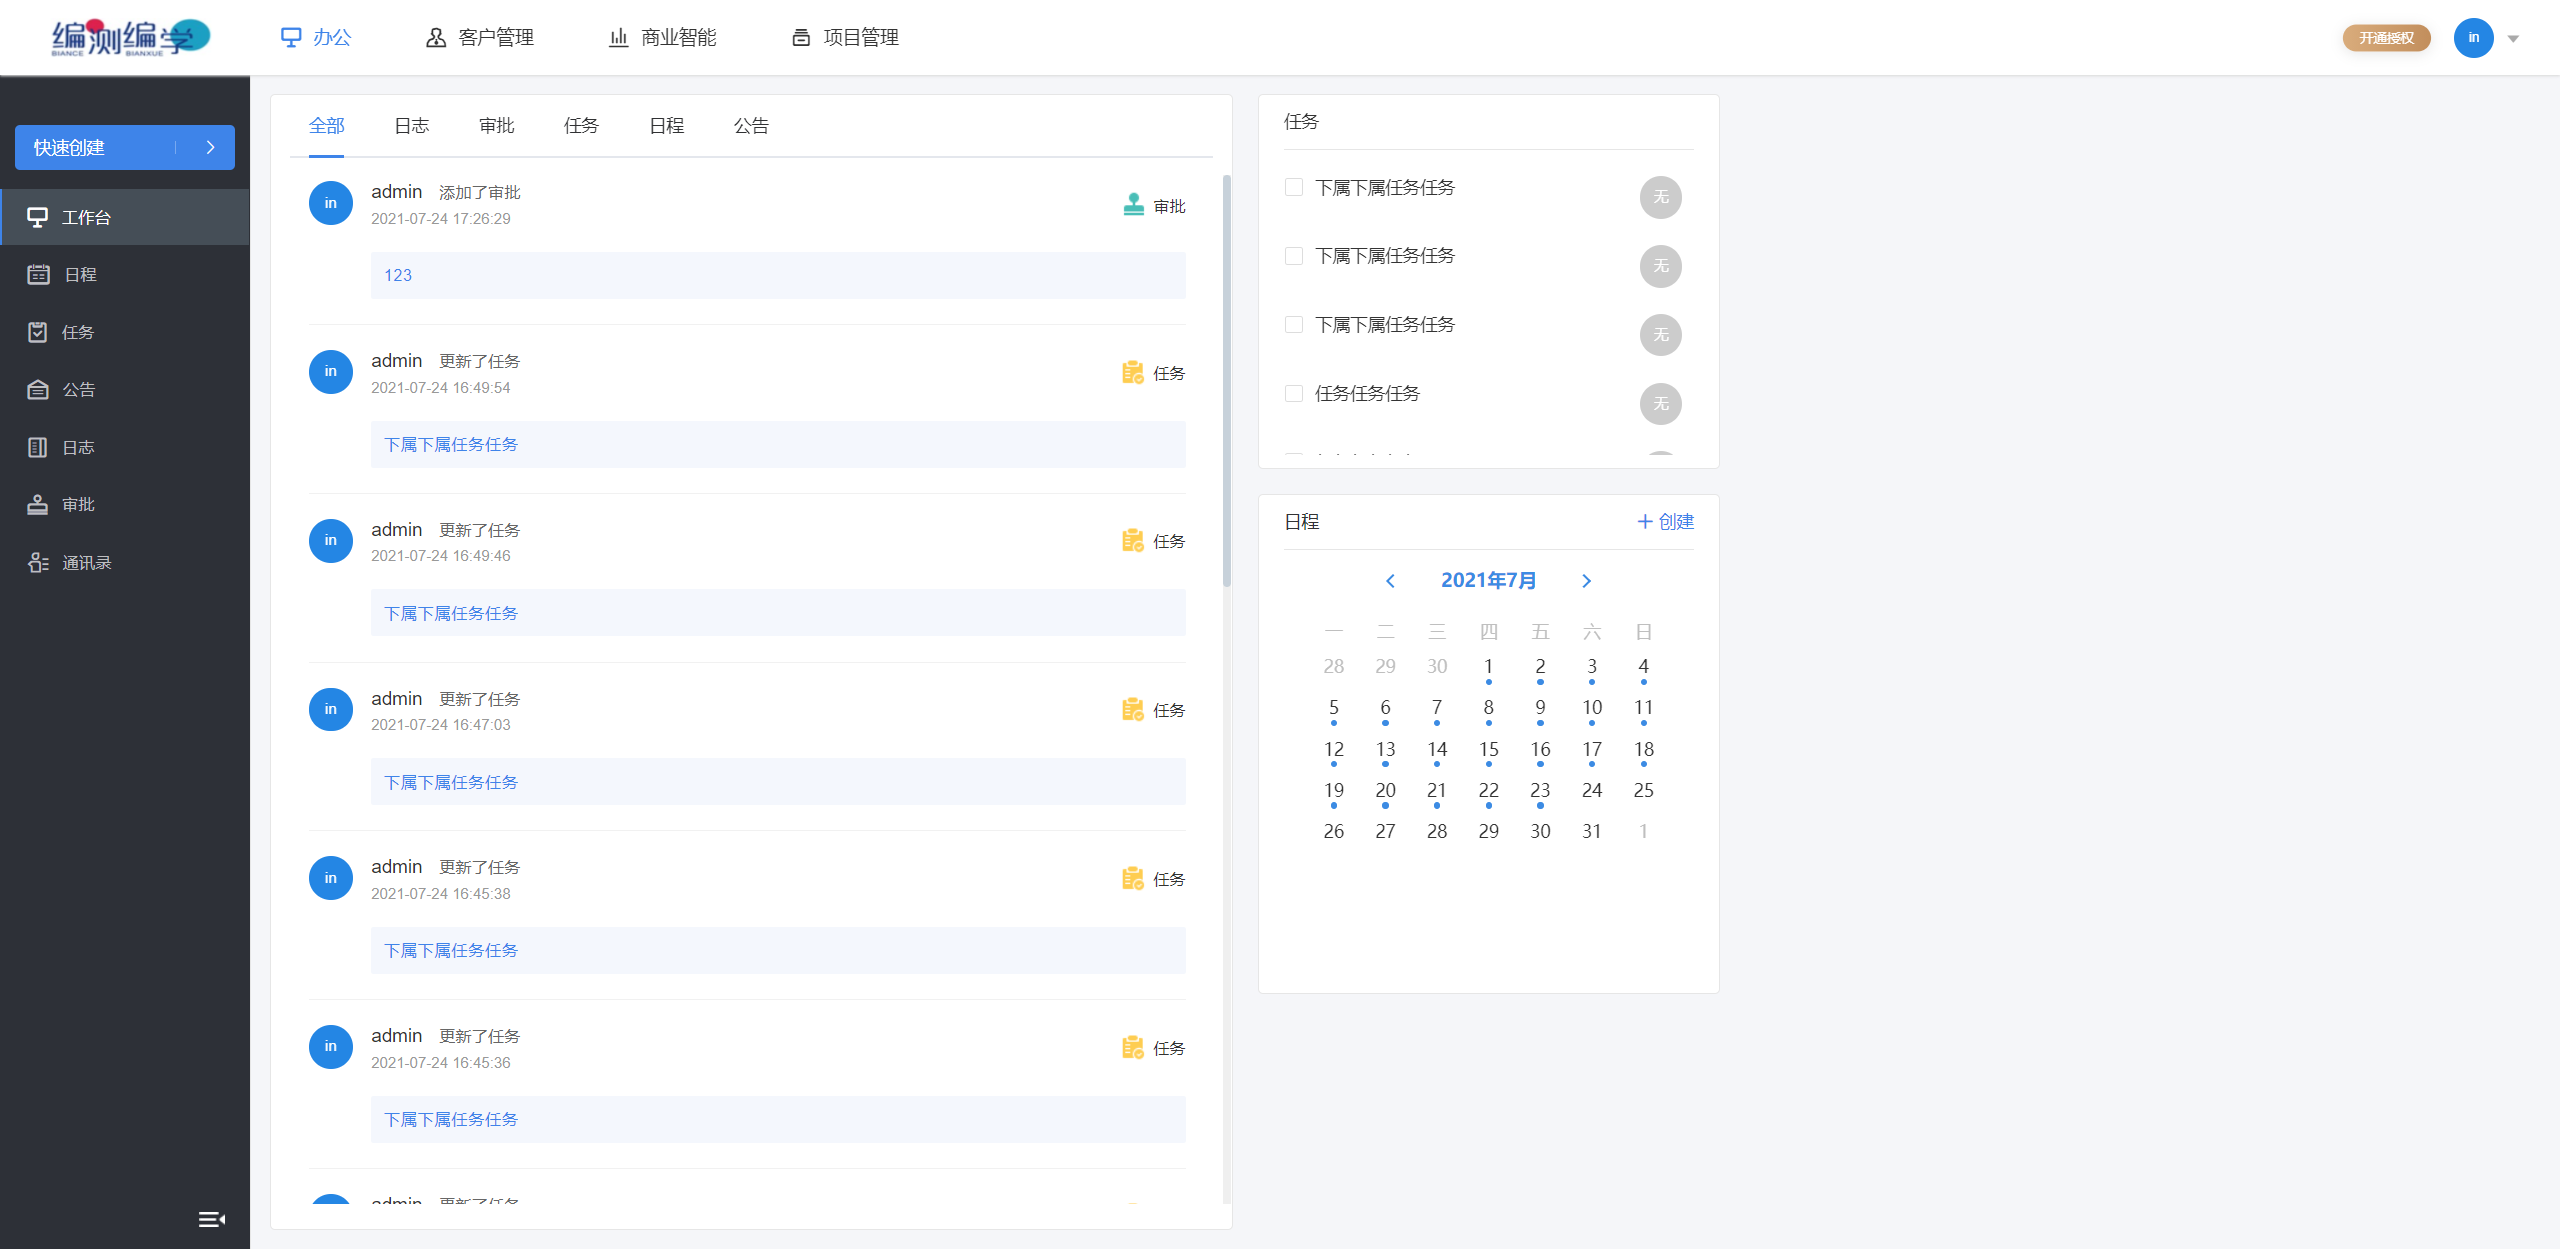 编测编学
BIANCE BIANXUE
办公 客户管理 商业智能 项目管理
开通授权 in
快速创建
工作台
日程
任务
公告
日志
审批
通讯录
全部 日志 审批 任务 日程 公告
in admin 添加了审批
2021-07-24 17:26:29
审批
123
in admin 更新了任务
2021-07-24 16:49:54
任务
下属下属任务任务
in admin 更新了任务
2021-07-24 16:49:46
任务
下属下属任务任务
in admin 更新了任务
2021-07-24 16:47:03
任务
下属下属任务任务
in admin 更新了任务
2021-07-24 16:45:38
任务
下属下属任务任务
in admin 更新了任务
2021-07-24 16:45:36
任务
下属下属任务任务
admin 更新了任务
任务
下属下属任务任务 无
下属下属任务任务 无
下属下属任务任务 无
任务任务任务 无
日程 + 创建
2021年7月
一 二 三 四 五 六 日
28 29 30 1 2 3 4
5 6 7 8 9 10 11
12 13 14 15 16 17 18
19 20 21 22 23 24 25
26 27 28 29 30 31 1